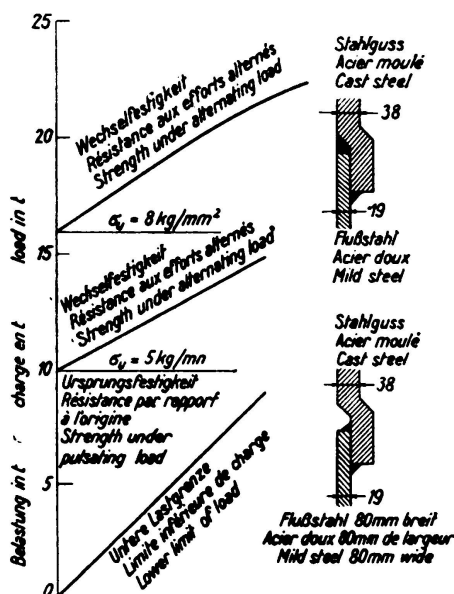 25
20
15
10
5
0
Belastung in t
charge en t
load in t
Wechselfestigkeit
Résistance aux efforts alternés
Strength under alternating load
σᵤ = 8 kg/mm²
Wechselfestigkeit
Résistance aux efforts alternés
Strength under alternating load
σᵤ = 5 kg/mn
Ursprungsfestigkeit
Résistance par rapport
à l'origine
Strength under
pulsating load
Untere Lastgrenze
Limite inférieure de charge
Lower limit of load
Stahlguss
Acier moulé
Cast steel
38
19
Flußstahl
Acier doux
Mild steel
Stahlguss
Acier moulé
Cast steel
38
19
Flußstahl 80mm breit
Acier doux 80mm de largeur
Mild steel 80mm wide